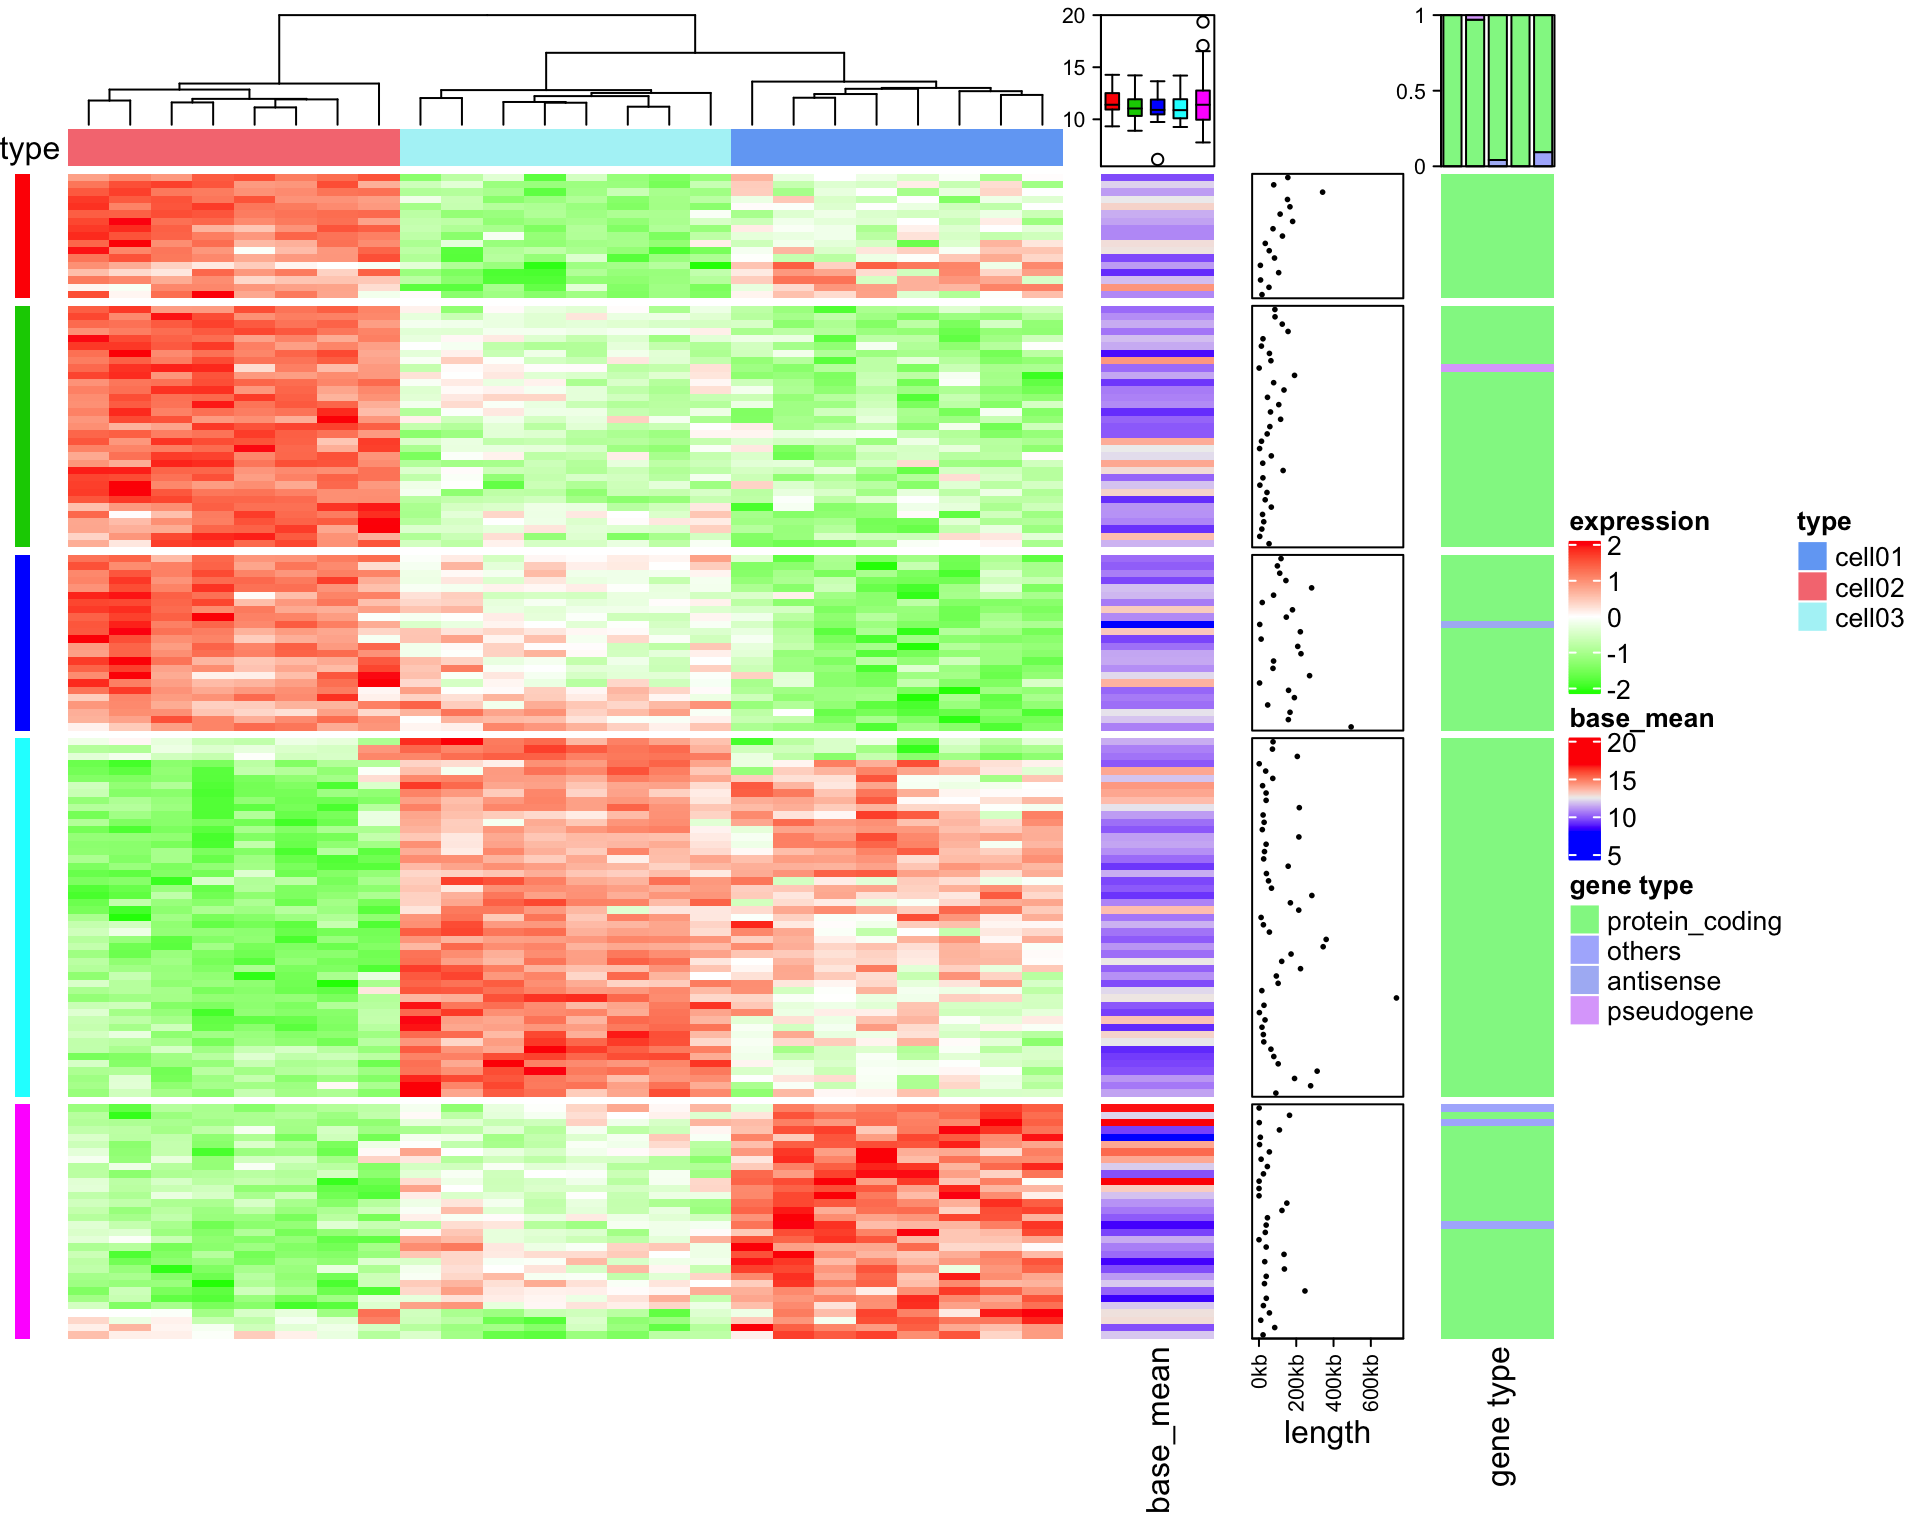 20
15
10
1
0.5
0
type
expression
2
1
0
-1
-2
type
cell01
cell02
cell03
base_mean
20
15
10
5
gene type
protein_coding
others
antisense
pseudogene
base_mean
0kb
200kb
400kb
600kb
length
gene type